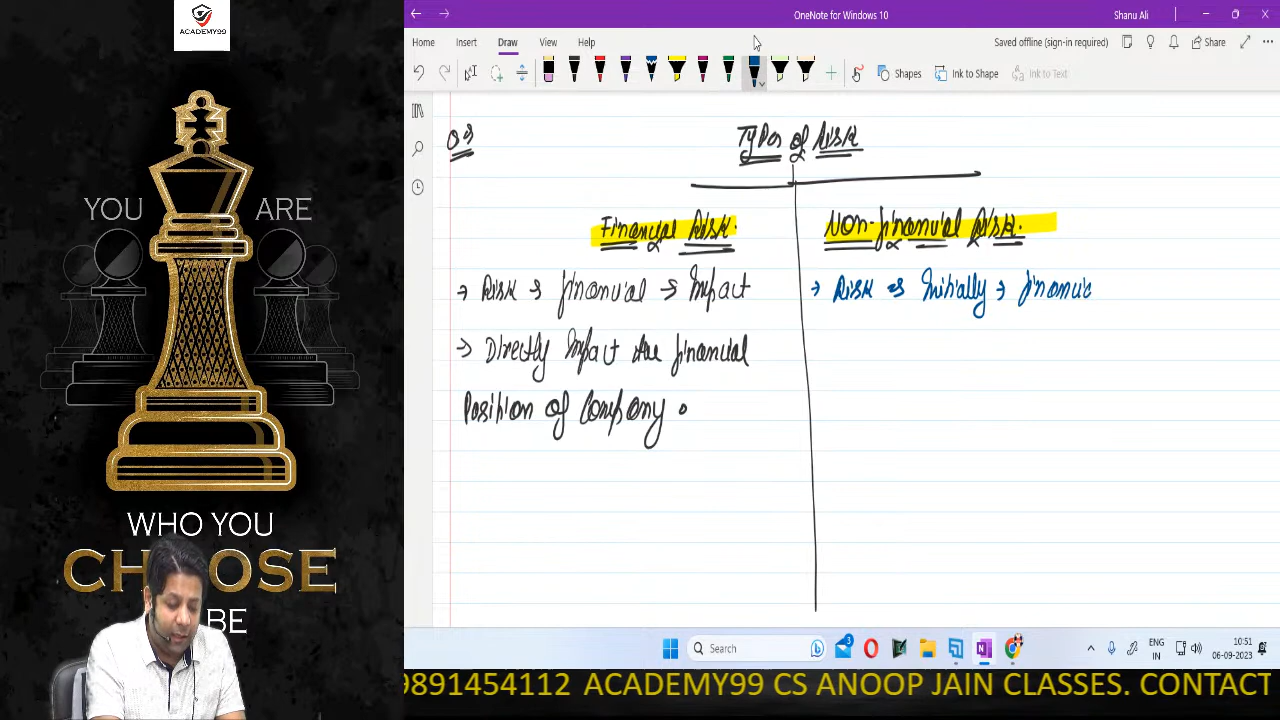 ACADEMY99
YOU ARE
WHO YOU
CHOOSE
BE
OneNote for Windows 10
Shanu Ali
Home Insert Draw View Help
Saved offline (sign-in required)
Share
Shapes
Ink to Shape
Ink to Text
Types of Risk
Financial Risk.
→ Risk → financial → Impact
→ Directly Impact the financial
Position of Company
Non-financial Risk.
→ Risk → Initially → financia
Search
3
ENG
IN
10:51
06-09-2023
9891454112 ACADEMY99 CS ANOOP JAIN CLASSES. CONTACT